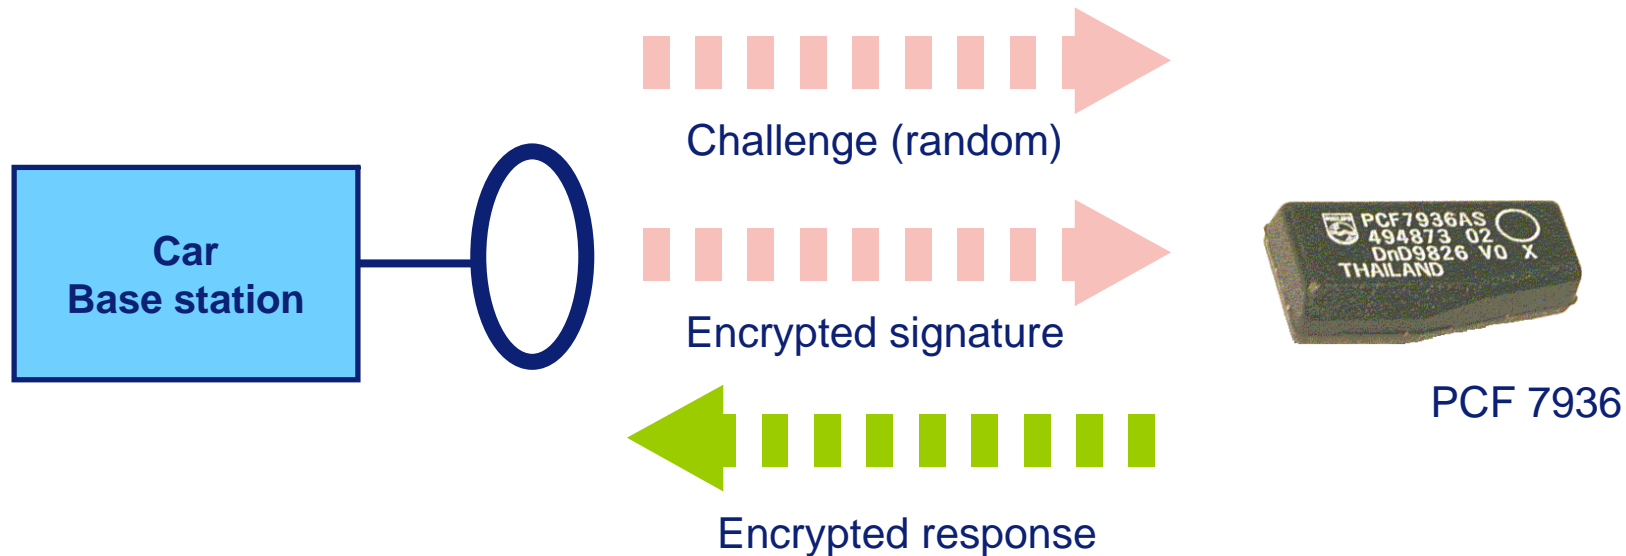 Challenge (random)
Car
Base station
Encrypted signature
PCF7936AS
494873 02
DnD9826 V0 X
THAILAND
PCF 7936
Encrypted response